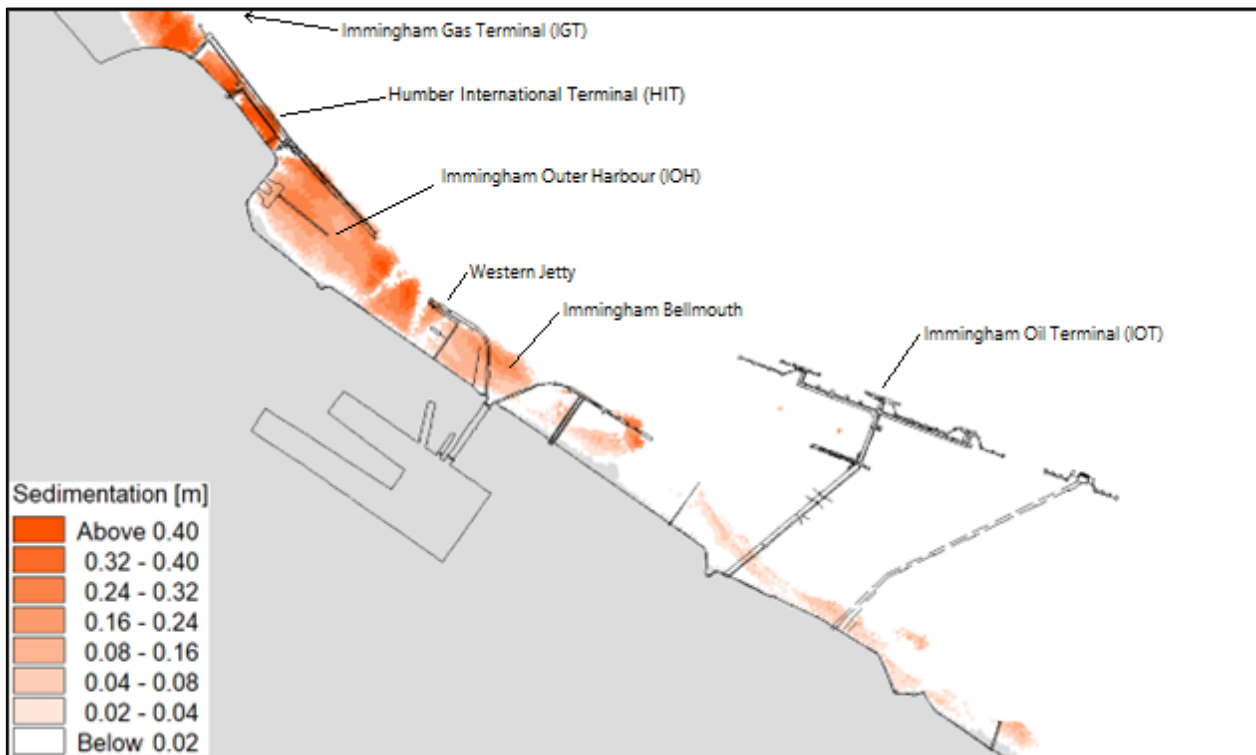 Immingham Gas Terminal (IGT)
Humber International Terminal (HIT)
Immingham Outer Harbour (IOH)
Western Jetty
Immingham Bellmouth
Immingham Oil Terminal (IOT)
Sedimentation [m]
Above 0.40
0.32 - 0.40
0.24 - 0.32
0.16 - 0.24
0.08 - 0.16
0.04 - 0.08
0.02 - 0.04
Below 0.02